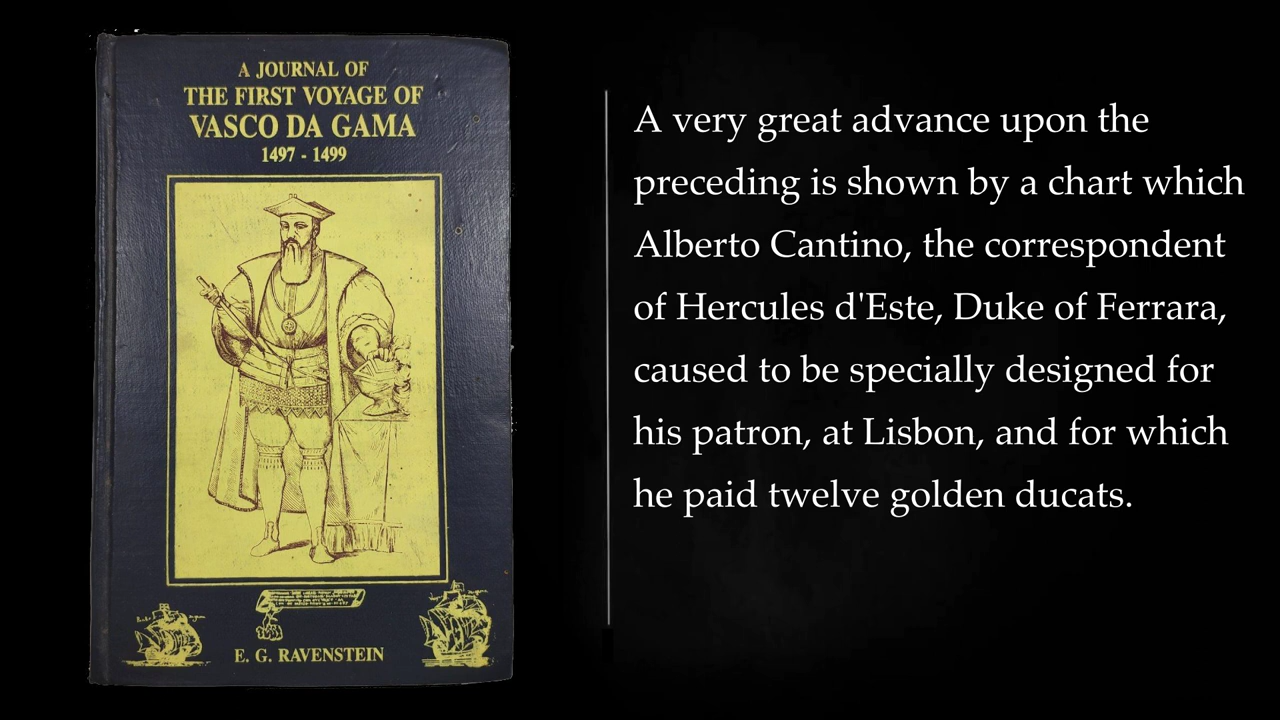 A JOURNAL OF
THE FIRST VOYAGE OF
VASCO DA GAMA
1497 - 1499
E. G. RAVENSTEIN
A very great advance upon the
preceding is shown by a chart which
Alberto Cantino, the correspondent
of Hercules d'Este, Duke of Ferrara,
caused to be specially designed for
his patron, at Lisbon, and for which
he paid twelve golden ducats.